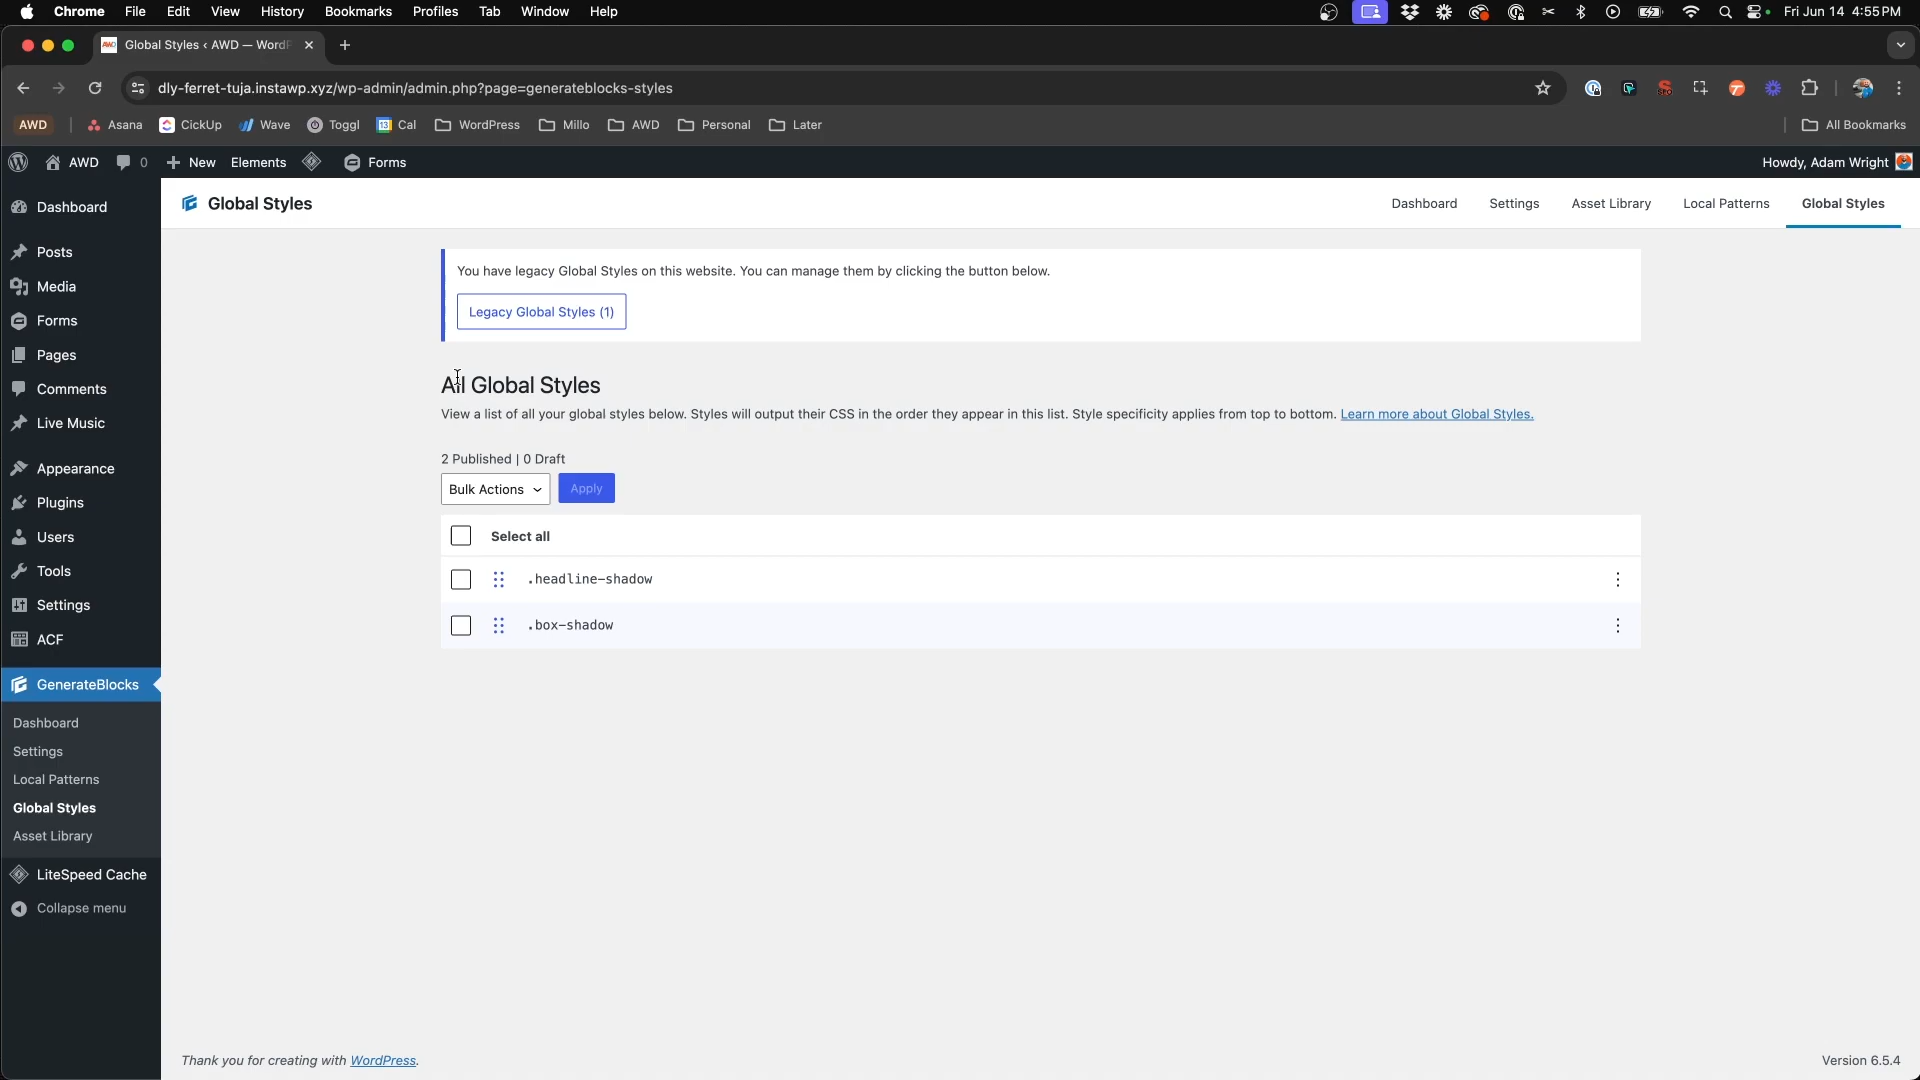 Chrome File Edit View History Bookmarks Profiles Tab Window Help
Fri Jun 14 4:55 PM
Global Styles ‹ AWD — WordP
dly-ferret-tuja.instawp.xyz/wp-admin/admin.php?page=generateblocks-styles
AWD Asana ClickUp Wave Toggl Cal WordPress Millo AWD Personal Later All Bookmarks
AWD 0 New Elements Forms Howdy, Adam Wright
Global Styles
Dashboard Settings Asset Library Local Patterns Global Styles
Dashboard
Posts
Media
Forms
Pages
Comments
Live Music
Appearance
Plugins
Users
Tools
Settings
ACF
GenerateBlocks
Dashboard
Settings
Local Patterns
Global Styles
Asset Library
LiteSpeed Cache
Collapse menu
You have legacy Global Styles on this website. You can manage them by clicking the button below.
Legacy Global Styles (1)
All Global Styles
View a list of all your global styles below. Styles will output their CSS in the order they appear in this list. Style specificity applies from top to bottom. Learn more about Global Styles.
2 Published | 0 Draft
Bulk Actions Apply
Select all
.headline-shadow
.box-shadow
Thank you for creating with WordPress.
Version 6.5.4